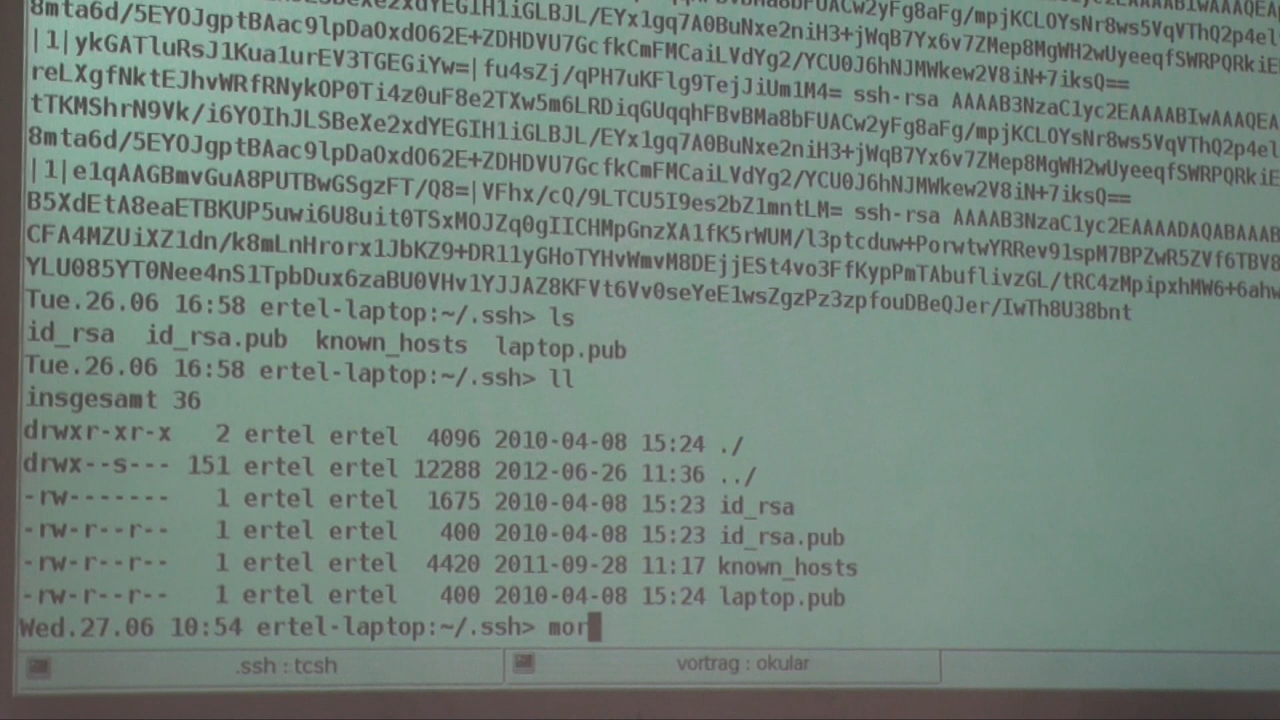 8mta6d/5EYOJgptBAac9lpDaOxdO62E+ZDHDVU7GcfkCmFMCaiLVdYg2/YCU0J6hNJMWkew2V8iN+7iksQ==
|1|ykGATluRsJ1Kua1urEV3TGEGiYw=|fu4sZj/qPH7uKFlg9TejJiUm1M4= ssh-rsa AAAAB3NzaC1yc2EAAAABIwAAAQEA
reLXgfNktEJhvWRfRNykOP0Ti4z0uF8e2TXw5m6LRDiqGUqqhFBvBMa8bFUACw2yFg8aFg/mpjKCLOYsNr8ws5VqVThQ2p4el
tTKMShrN9Vk/i6YOIhJLSBeXe2xdYEGIH1iGLBJL/EYx1gq7A0BuNxe2niH3+jWqB7Yx6v7ZMep8MgWH2wUyeeqfSWRPQRkiE
8mta6d/5EYOJgptBAac9lpDaOxdO62E+ZDHDVU7GcfkCmFMCaiLVdYg2/YCU0J6hNJMWkew2V8iN+7iksQ==
|1|e1qAAGBmvGuA8PUTBwGSgzFT/Q8=|VFhx/cQ/9LTCU5I9es2bZ1mntLM= ssh-rsa AAAAB3NzaC1yc2EAAAADAQABAAAB
B5XdEtA8eaETBKUP5uwi6U8uit0TSxMOJZq0gIICHMpGnzXA1fK5rWUM/l3ptcduw+PorwtwYRRev91spM7BPZwR5ZVf6TBV8
CFA4MZUiXZ1dn/k8mLnHrorx1JbKZ9+DR11yGHoTYHvWmvM8DEjjESt4vo3FfKypPmTAbuflivzGL/tRC4zMpipxhMW6+6ahw
YLU085YT0Nee4nS1TpbDux6zaBU0VHv1YJJAZ8KFVt6Vv0seYeE1wsZgzPz3zpfouDBeQJer/IwTh8U38bnt
Tue.26.06 16:58 ertel-laptop:~/.ssh> ls
id_rsa  id_rsa.pub  known_hosts  laptop.pub
Tue.26.06 16:58 ertel-laptop:~/.ssh> ll
insgesamt 36
drwxr-xr-x   2 ertel ertel  4096 2010-04-08 15:24 ./
drwx--s--- 151 ertel ertel 12288 2012-06-26 11:36 ../
-rw-------   1 ertel ertel  1675 2010-04-08 15:23 id_rsa
-rw-r--r--   1 ertel ertel   400 2010-04-08 15:23 id_rsa.pub
-rw-r--r--   1 ertel ertel  4420 2011-09-28 11:17 known_hosts
-rw-r--r--   1 ertel ertel   400 2010-04-08 15:24 laptop.pub
Wed.27.06 10:54 ertel-laptop:~/.ssh> mor
.ssh : tcsh
vortrag : okular